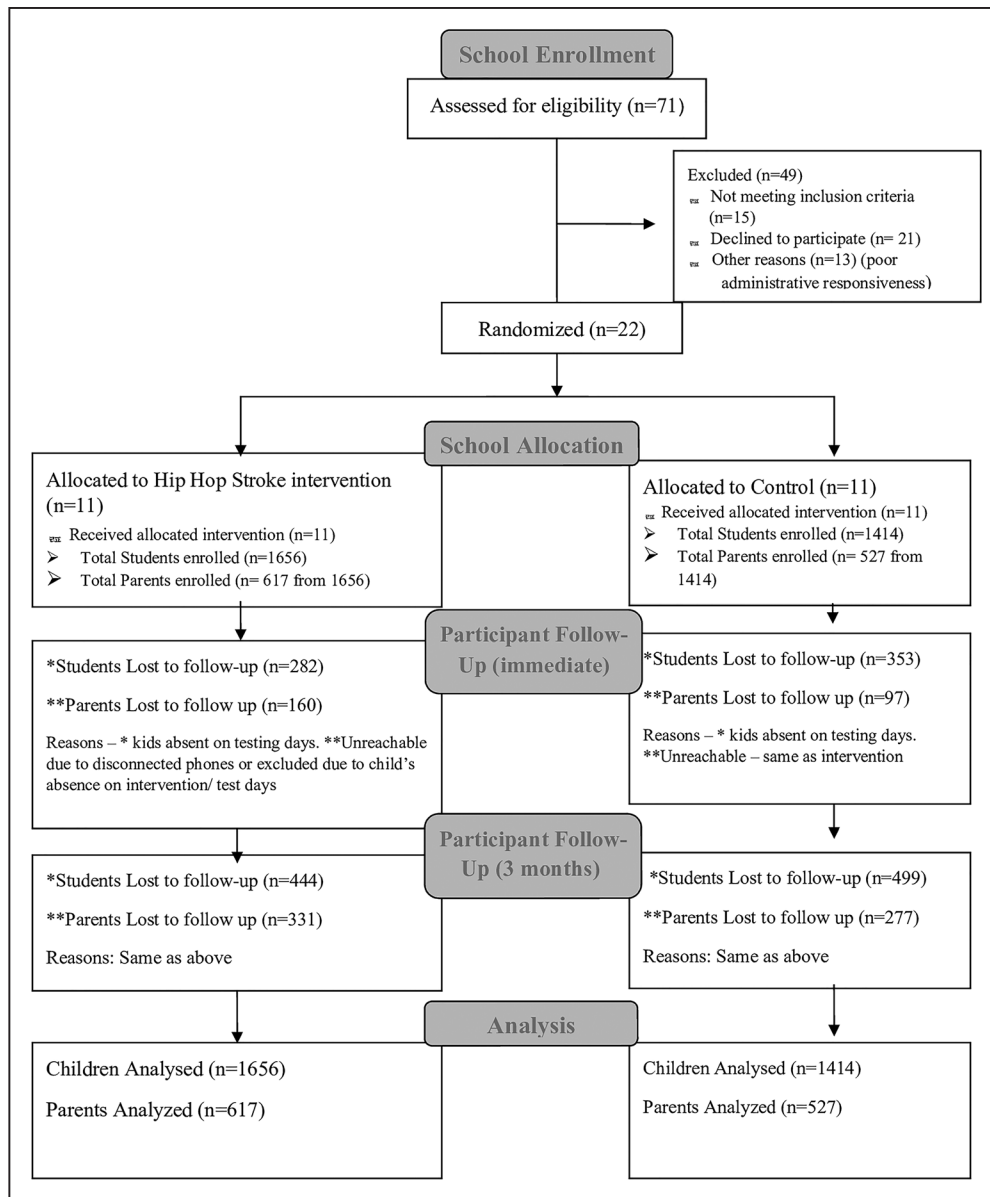 School Enrollment
Assessed for eligibility (n=71)
Excluded (n=49)
Not meeting inclusion criteria
(n=15)
Declined to participate (n= 21)
Other reasons (n=13) (poor
administrative responsiveness)
Randomized (n=22)
School Allocation
Allocated to Hip Hop Stroke intervention
(n=11)
Received allocated intervention (n=11)
➢ Total Students enrolled (n=1656)
➢ Total Parents enrolled (n= 617 from 1656)
Allocated to Control (n=11)
Received allocated intervention (n=11)
➢ Total Students enrolled (n=1414)
➢ Total Parents enrolled (n= 527 from
1414)
Participant Follow-
Up (immediate)
*Students Lost to follow-up (n=282)
**Parents Lost to follow up (n=160)
Reasons – * kids absent on testing days. **Unreachable
due to disconnected phones or excluded due to child’s
absence on intervention/ test days
*Students Lost to follow-up (n=353)
**Parents Lost to follow up (n=97)
Reasons – * kids absent on testing days.
**Unreachable – same as intervention
Participant Follow-
Up (3 months)
*Students Lost to follow-up (n=444)
**Parents Lost to follow up (n=331)
Reasons: Same as above
*Students Lost to follow-up (n=499)
**Parents Lost to follow up (n=277)
Reasons: Same as above
Analysis
Children Analysed (n=1656)
Parents Analyzed (n=617)
Children Analysed (n=1414)
Parents Analyzed (n=527)